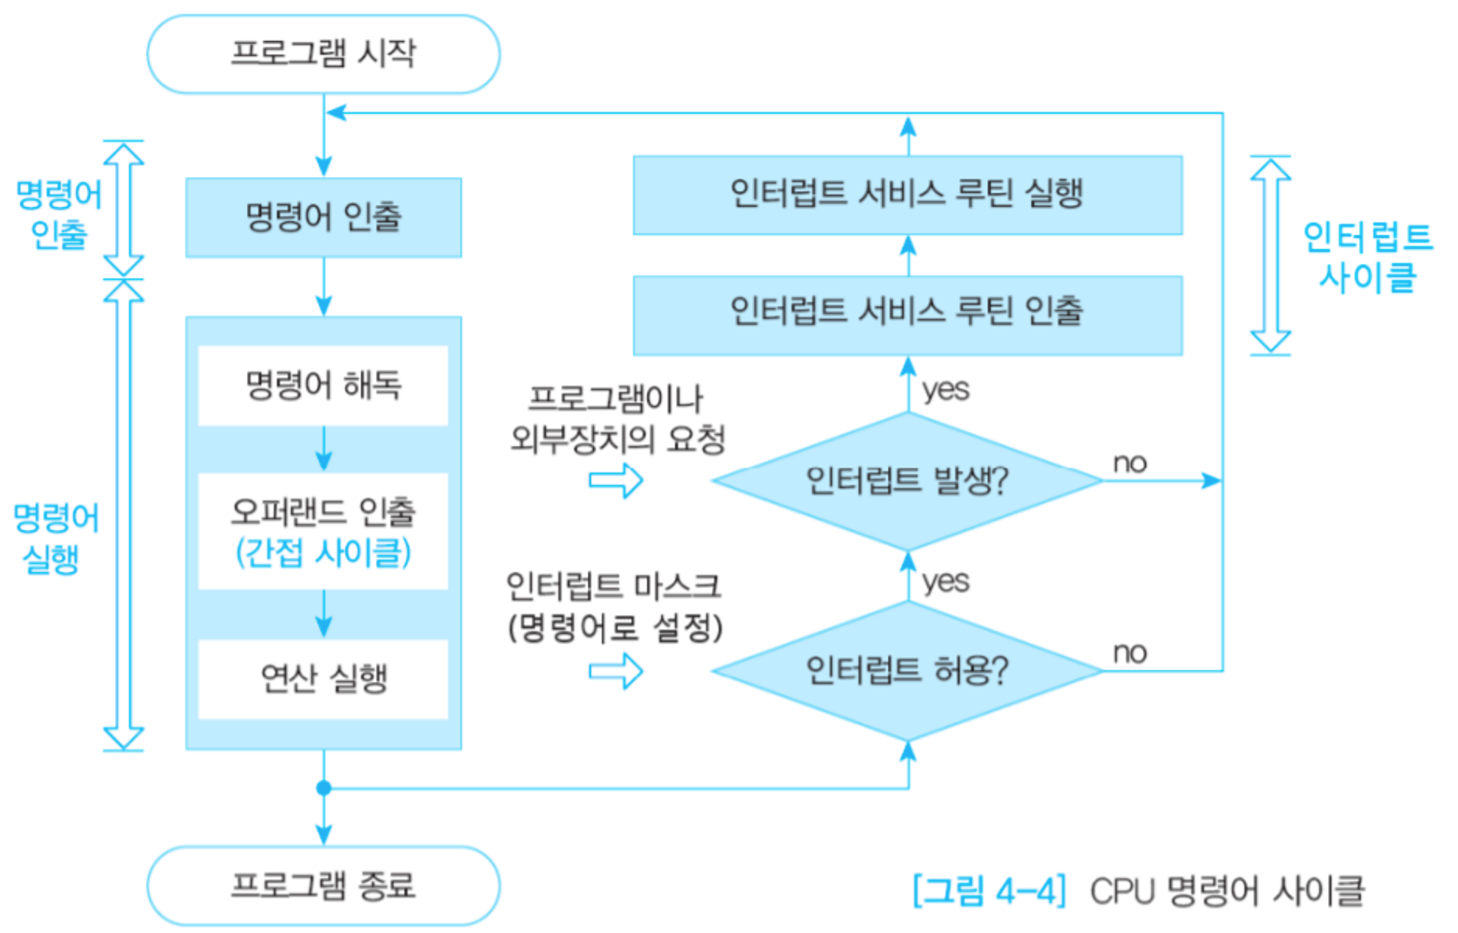 프로그램 시작
명령어
인출
명령어 인출
명령어
실행
명령어 해독
오퍼랜드 인출
(간접 사이클)
연산 실행
프로그램 종료
인터럽트 서비스 루틴 실행
인터럽트 서비스 루틴 인출
인터럽트
사이클
yes
프로그램이나
외부장치의 요청
인터럽트 발생?
no
yes
인터럽트 마스크
(명령어로 설정)
인터럽트 허용?
no
[그림 4-4] CPU 명령어 사이클